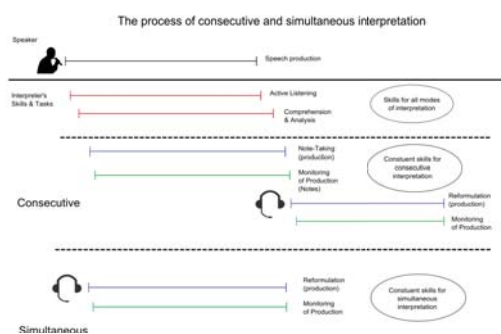 The process of consecutive and simultaneous interpretation
Speaker
Speech production
Interpreter's
Skills & Tasks
Active Listening
Comprehension
& Analysis
Skills for all modes
of interpretation
Note-Taking
(production)
Monitoring
of Production
(Notes)
Constuent skills for
consecutive
interpretation
Consecutive
Reformulation
(production)
Monitoring
of Production
Reformulation
(production)
Monitoring
of Production
Constuent skills for
simultaneous
interpretation
Simultaneous